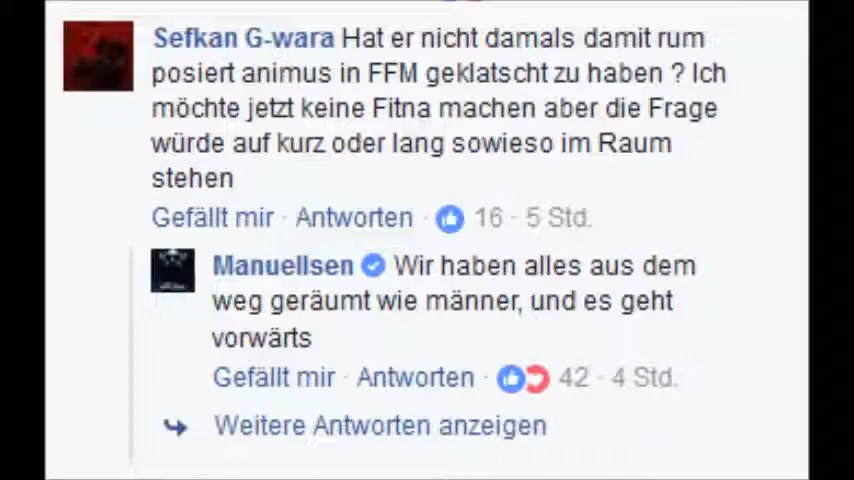 Sefkan G-wara Hat er nicht damals damit rum
posiert animus in FFM geklatscht zu haben ? Ich
möchte jetzt keine Fitna machen aber die Frage
würde auf kurz oder lang sowieso im Raum
stehen
Gefällt mir · Antworten · 16 · 5 Std.
Manuellsen Wir haben alles aus dem
weg geräumt wie männer, und es geht
vorwärts
Gefällt mir · Antworten · 42 · 4 Std.
Weitere Antworten anzeigen